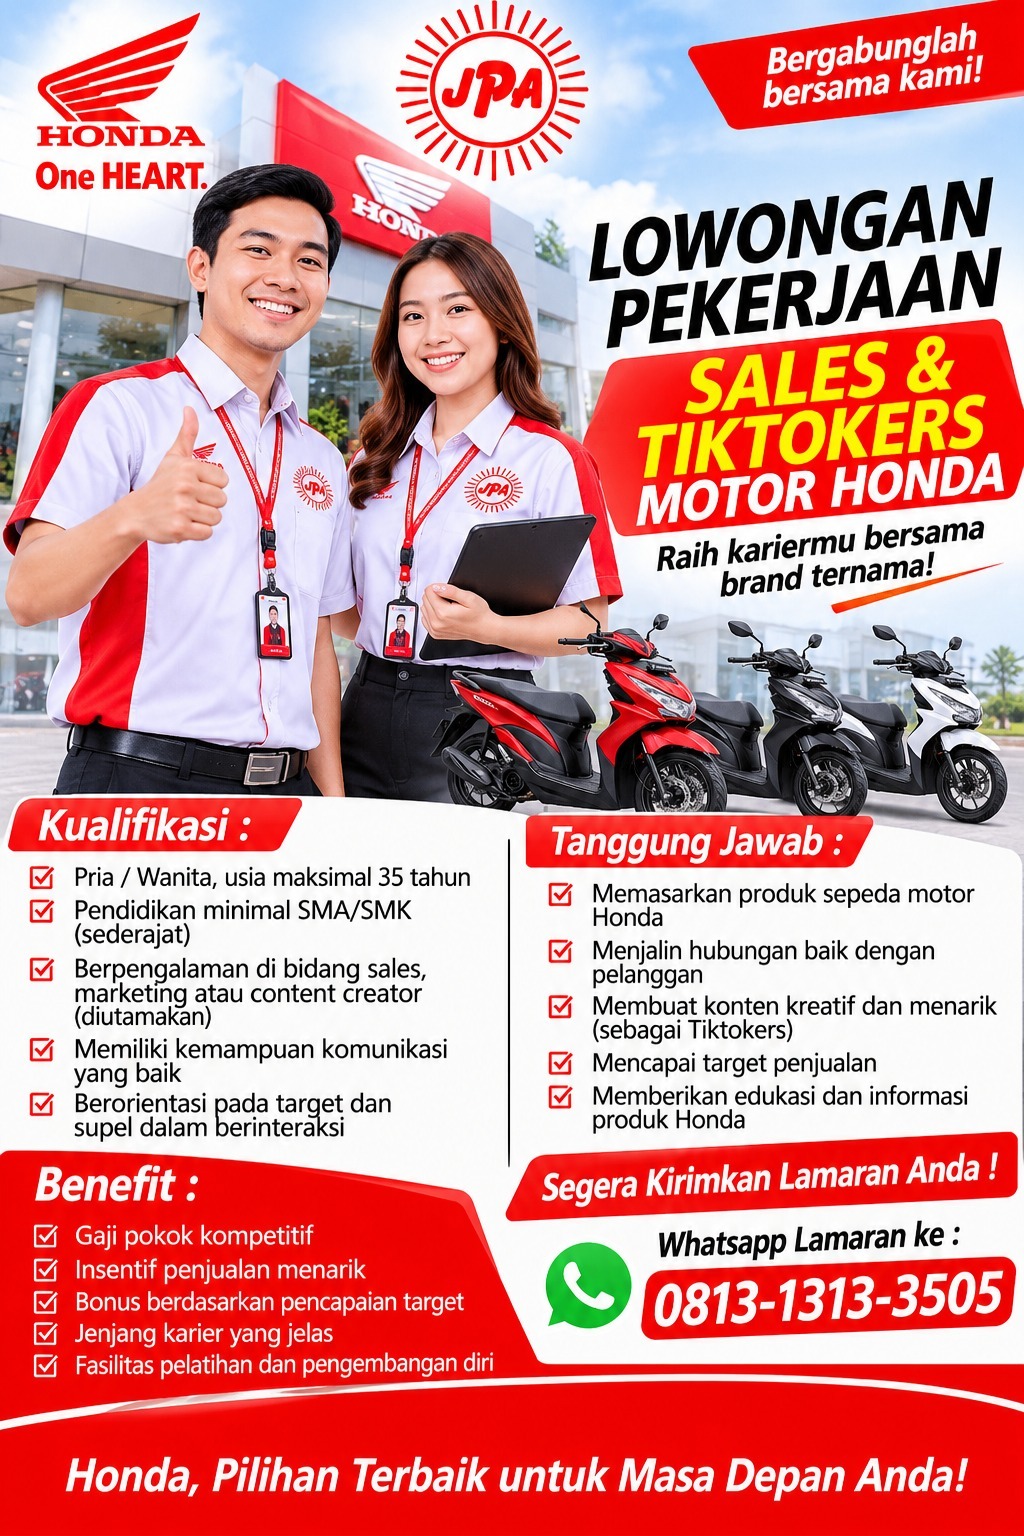 HONDA
One HEART.
JPA
Bergabunglah
bersama kami!
HONDA
LOWONGAN
PEKERJAAN
SALES &
TIKTOKERS
MOTOR HONDA
Raih kariermu bersama
brand ternama!
JPA
JPA
Kualifikasi :
Pria / Wanita, usia maksimal 35 tahun
Pendidikan minimal SMA/SMK
(sederajat)
Berpengalaman di bidang sales,
marketing atau content creator
(diutamakan)
Memiliki kemampuan komunikasi
yang baik
Berorientasi pada target dan
supel dalam berinteraksi
Tanggung Jawab :
Memasarkan produk sepeda motor
Honda
Menjalin hubungan baik dengan
pelanggan
Membuat konten kreatif dan menarik
(sebagai Tiktokers)
Mencapai target penjualan
Memberikan edukasi dan informasi
produk Honda
Benefit :
Gaji pokok kompetitif
Insentif penjualan menarik
Bonus berdasarkan pencapaian target
Jenjang karier yang jelas
Fasilitas pelatihan dan pengembangan diri
Segera Kirimkan Lamaran Anda !
Whatsapp Lamaran ke :
0813-1313-3505
Honda, Pilihan Terbaik untuk Masa Depan Anda!